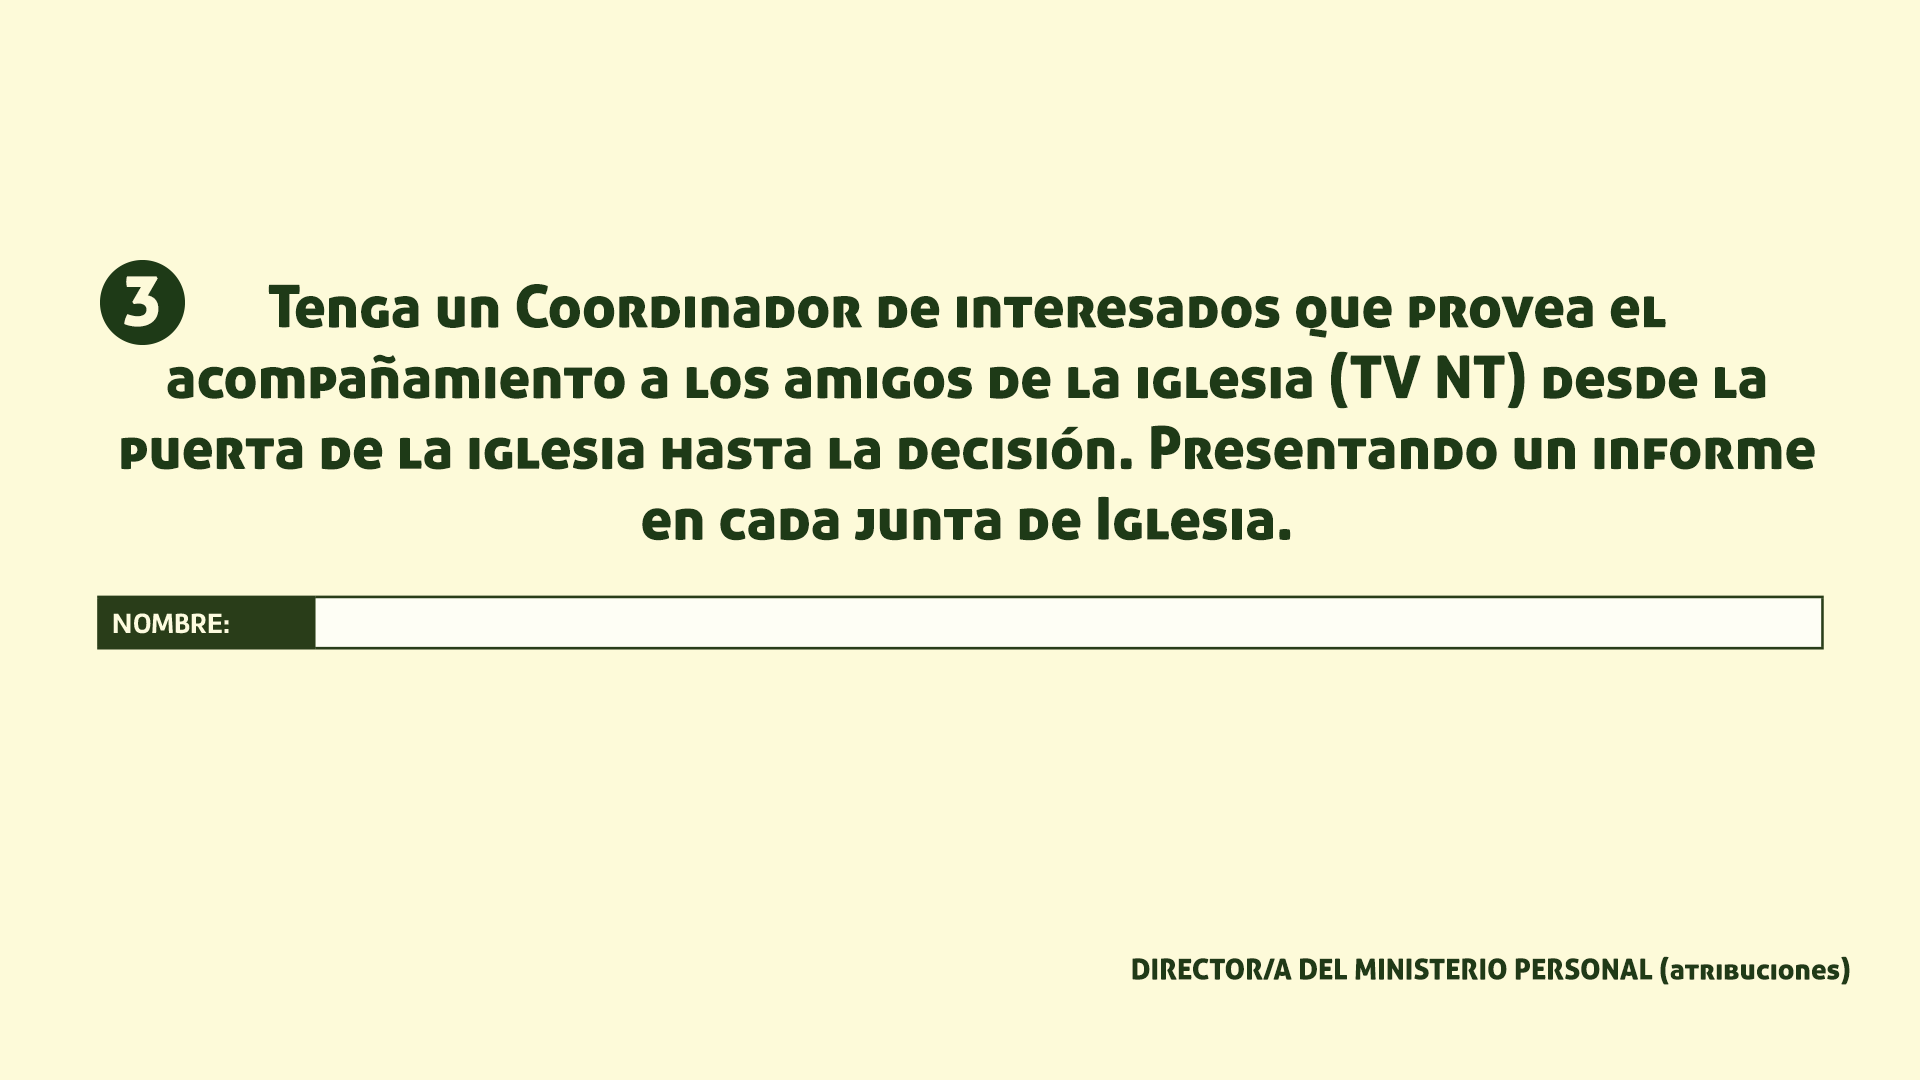 3 Tenga un Coordinador de interesados que provea el
acompañamiento a los amigos de la iglesia (TV NT) desde la
puerta de la iglesia hasta la decisión. Presentando un informe
en cada junta de Iglesia.
NOMBRE:
DIRECTOR/A DEL MINISTERIO PERSONAL (atribuciones)